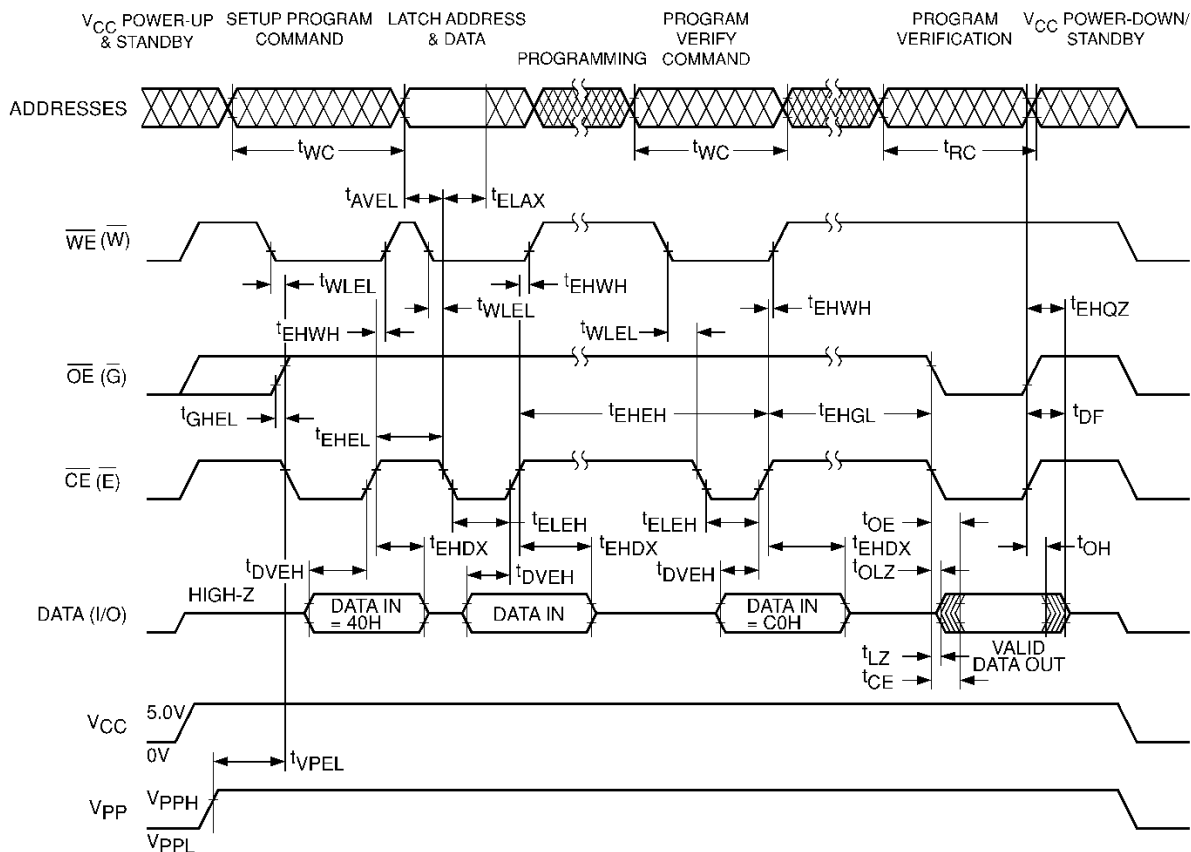 VCC POWER-UP & STANDBY
SETUP PROGRAM COMMAND
LATCH ADDRESS & DATA
PROGRAMMING
PROGRAM VERIFY COMMAND
PROGRAM VERIFICATION
VCC POWER-DOWN/ STANDBY
ADDRESSES
tWC
tWC
tRC
tAVEL
tELAX
WE (W)
tWLEL
tEHWH
tWLEL
tEHWH
tWLEL
tEHWH
tEHQZ
OE (G)
tGHEL
tEHEL
tEHEH
tEHGL
tDF
CE (E)
tELEH
tELEH
tOE
tEHDX
tEHDX
tEHDX
tOH
tDVEH
tDVEH
tDVEH
tOLZ
HIGH-Z
DATA (I/O)
DATA IN = 40H
DATA IN
DATA IN = C0H
VALID DATA OUT
tLZ
tCE
VCC
5.0V
0V
tVPEL
VPP
VPPH
VPPL